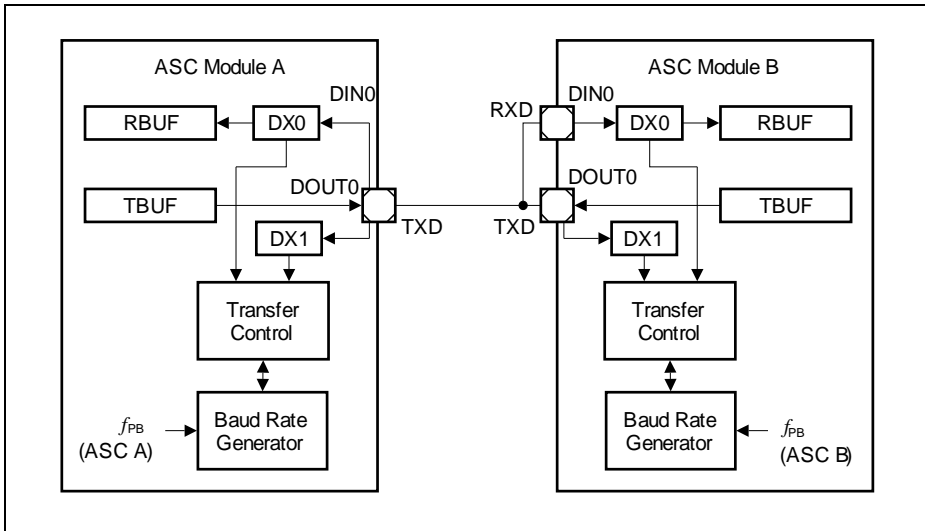 ASC Module A
DIN0
RBUF
DX0
DOUT0
TBUF
TXD
DX1
Transfer
Control
Baud Rate
Generator
fPB
(ASC A)
ASC Module B
RXD
DIN0
DX0
RBUF
DOUT0
TXD
TBUF
DX1
Transfer
Control
Baud Rate
Generator
fPB
(ASC B)